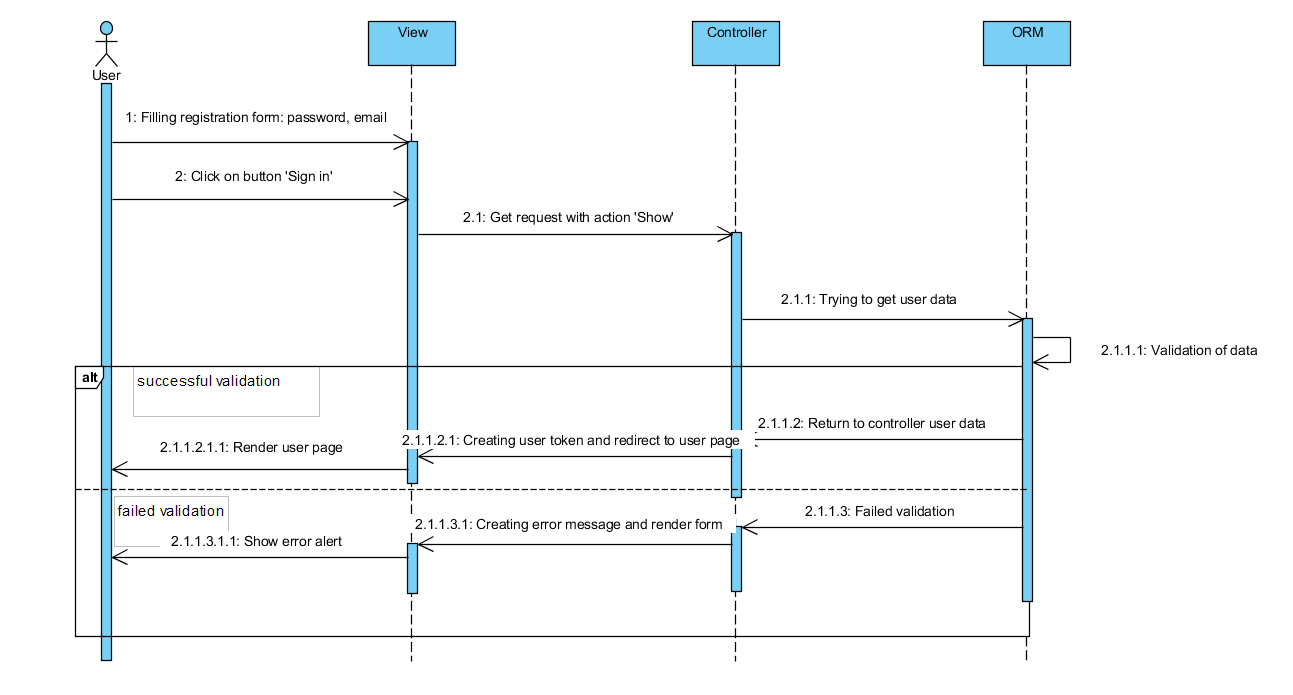 View
Controller
ORM
User
1: Filling registration form: password, email
2: Click on button 'Sign in'
2.1: Get request with action 'Show'
2.1.1: Trying to get user data
2.1.1.1: Validation of data
alt
successful validation
2.1.1.2: Return to controller user data
2.1.1.2.1: Creating user token and redirect to user page
2.1.1.2.1.1: Render user page
failed validation
2.1.1.3: Failed validation
2.1.1.3.1: Creating error message and render form
2.1.1.3.1.1: Show error alert